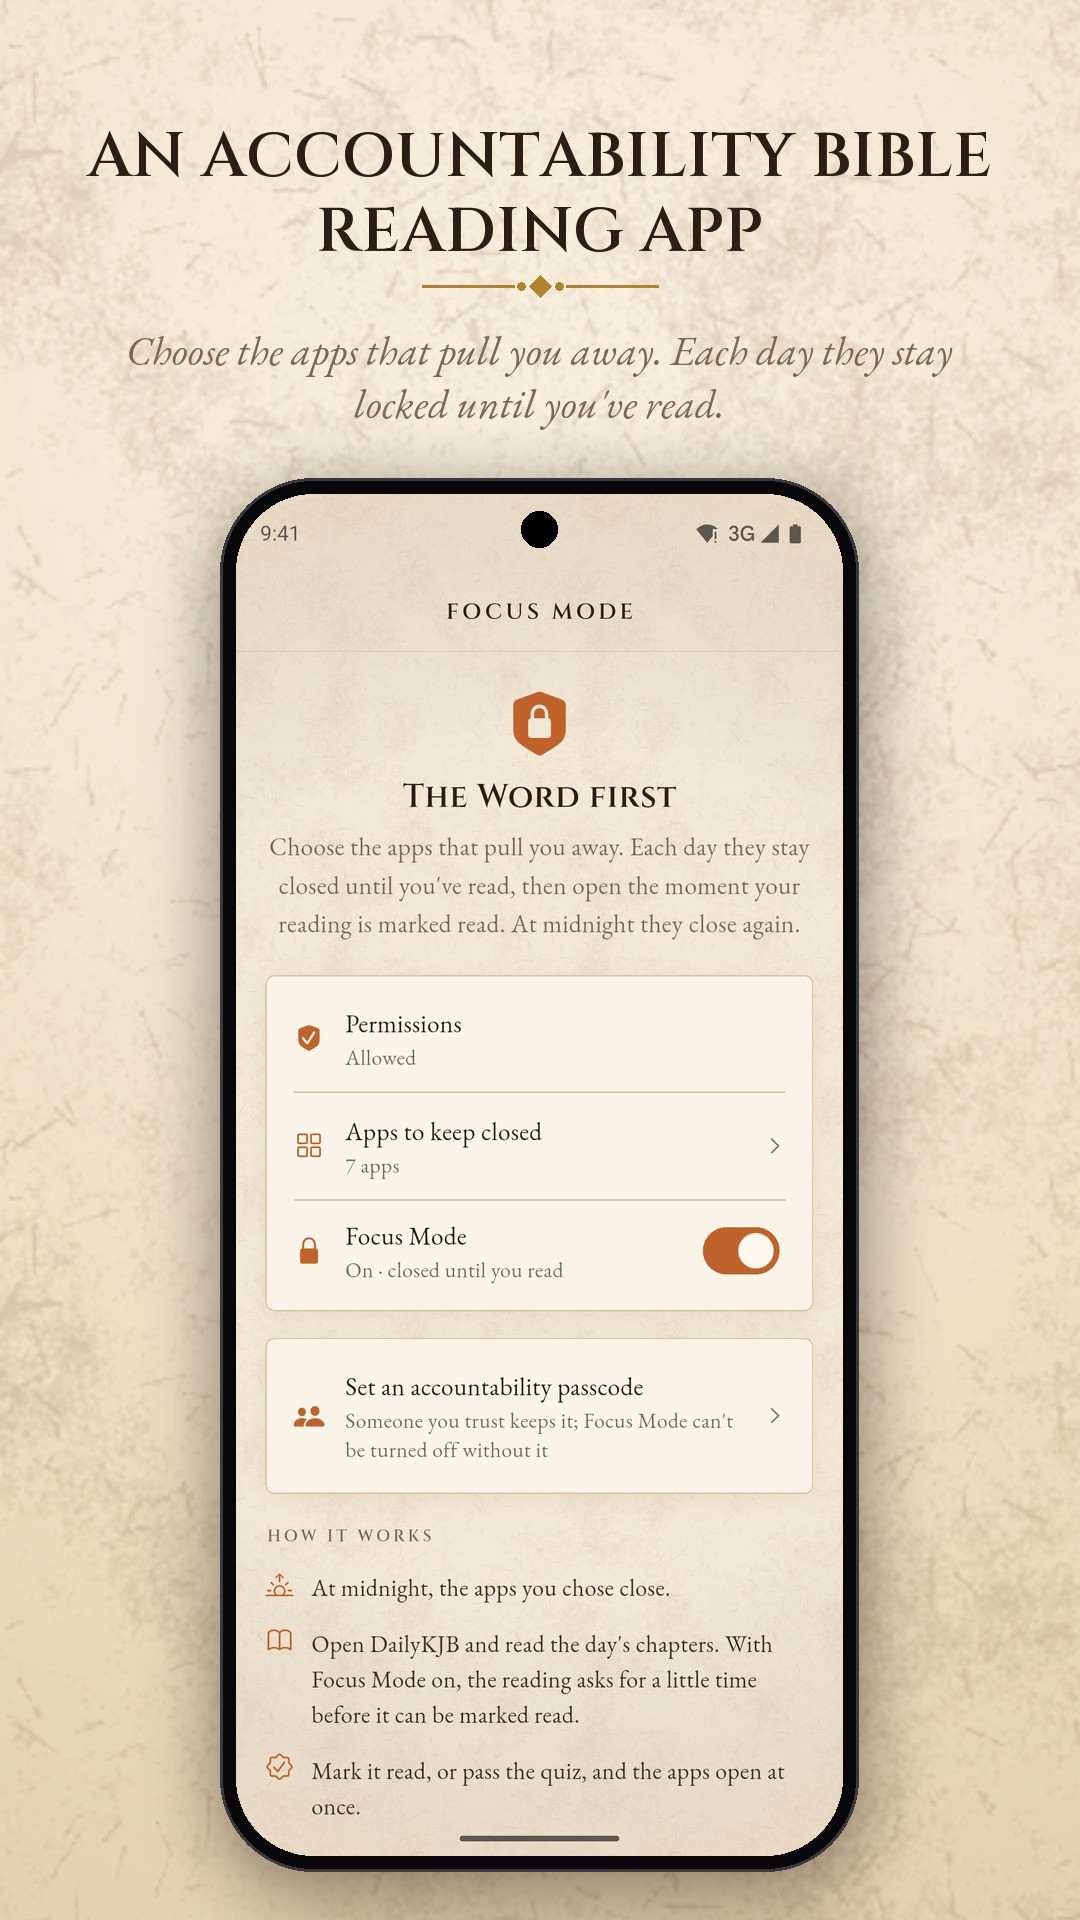 AN ACCOUNTABILITY BIBLE
READING APP
Choose the apps that pull you away. Each day they stay
locked until you've read.
9:41
3G
FOCUS MODE
THE WORD FIRST
Choose the apps that pull you away. Each day they stay
closed until you've read, then open the moment your
reading is marked read. At midnight they close again.
Permissions
Allowed
Apps to keep closed
7 apps
Focus Mode
On · closed until you read
Set an accountability passcode
Someone you trust keeps it; Focus Mode can't
be turned off without it
HOW IT WORKS
At midnight, the apps you chose close.
Open DailyKJB and read the day's chapters. With
Focus Mode on, the reading asks for a little time
before it can be marked read.
Mark it read, or pass the quiz, and the apps open at
once.